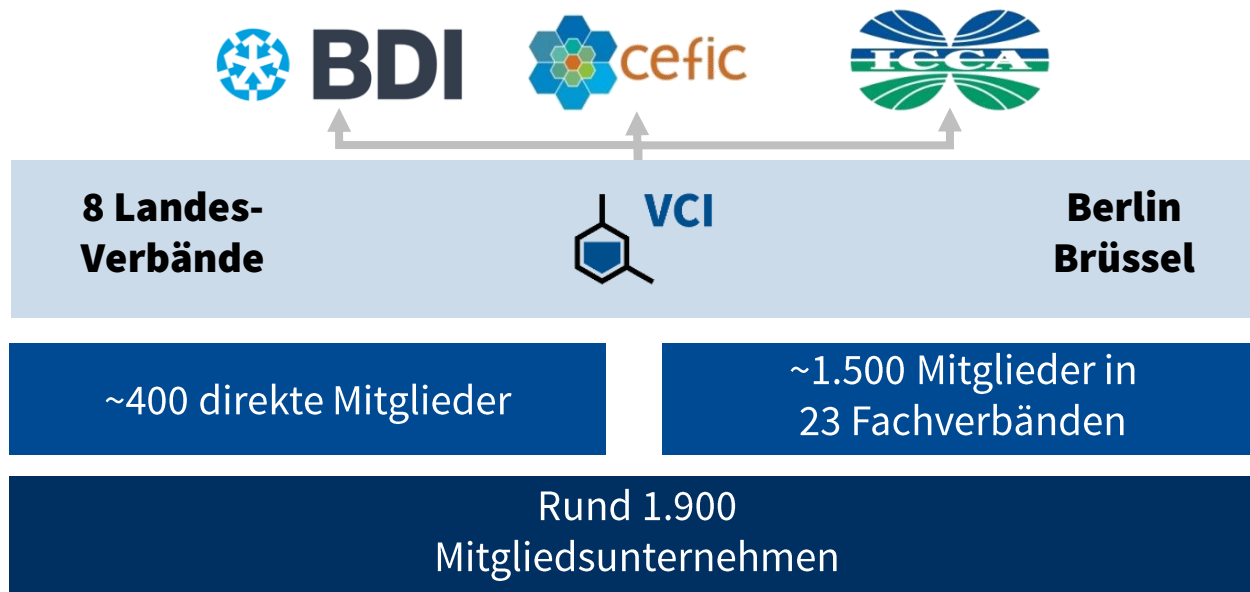 BDI
cefic
ICCA
8 Landes-
Verbände
VCI
Berlin
Brüssel
~400 direkte Mitglieder
~1.500 Mitglieder in
23 Fachverbänden
Rund 1.900
Mitgliedsunternehmen